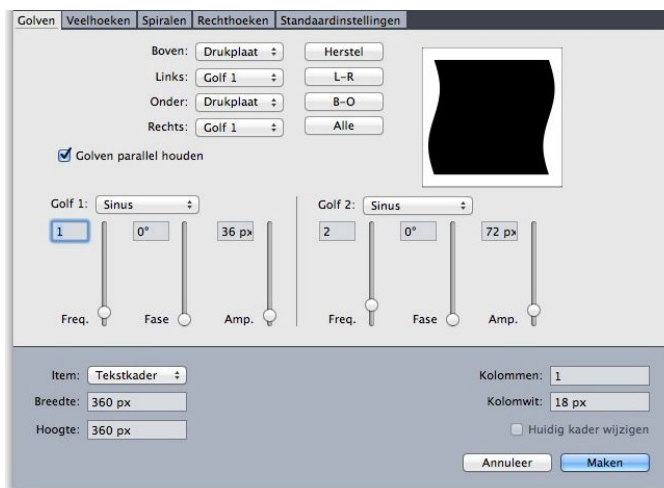 Golven Veelhoeken Spiralen Rechthoeken Standaardinstellingen
Boven: Drukplaat Herstel
Links: Golf 1 L-R
Onder: Drukplaat B-O
Rechts: Golf 1 Alle
Golven parallel houden
Golf 1: Sinus Golf 2: Sinus
1 0° 36 px 2 0° 72 px
Freq. Fase Amp. Freq. Fase Amp.
Item: Tekstkader Kolommen: 1
Breedte: 360 px Kolomwit: 18 px
Hoogte: 360 px Huidig kader wijzigen
Annuleer Maken